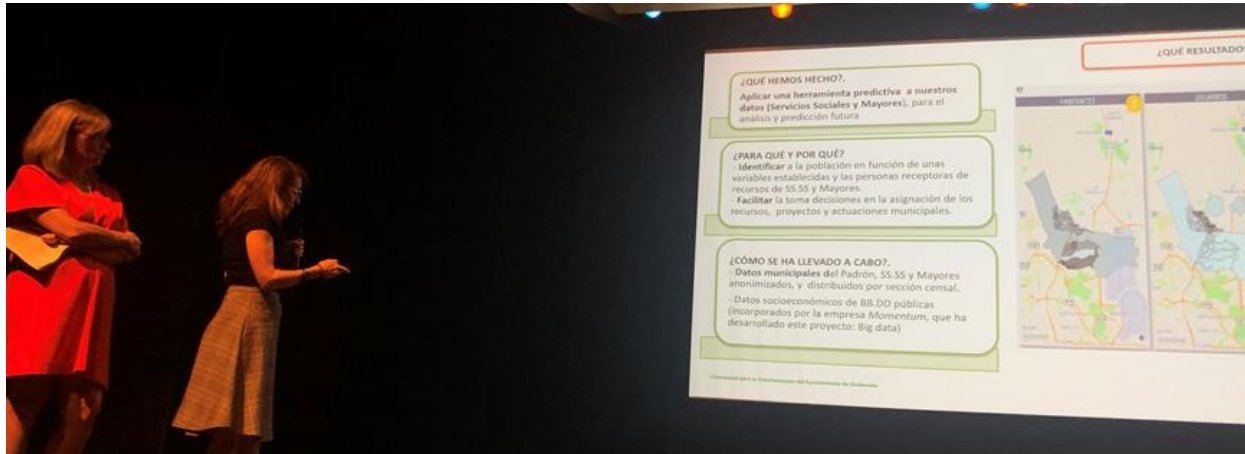 ¿QUÉ HEMOS HECHO?.
Aplicar una herramienta predictiva a nuestros
datos (Servicios Sociales y Mayores), para el
análisis y predicción futura
¿PARA QUÉ Y POR QUÉ?
- Identificar a la población en función de unas
variables establecidas y las personas receptoras de
recursos de SS.SS y Mayores.
- Facilitar la toma decisiones en la asignación de los
recursos, proyectos y actuaciones municipales.
¿CÓMO SE HA LLEVADO A CABO?.
- Datos municipales del Padrón, SS.SS y Mayores
anonimizados, y distribuidos por sección censal.
- Datos socioeconómicos de BB.DD públicas
(incorporados por la empresa Momentum, que ha
desarrollado este proyecto: Big data)
¿QUÉ RESULTADOS
HABITANTES
USUARIOS